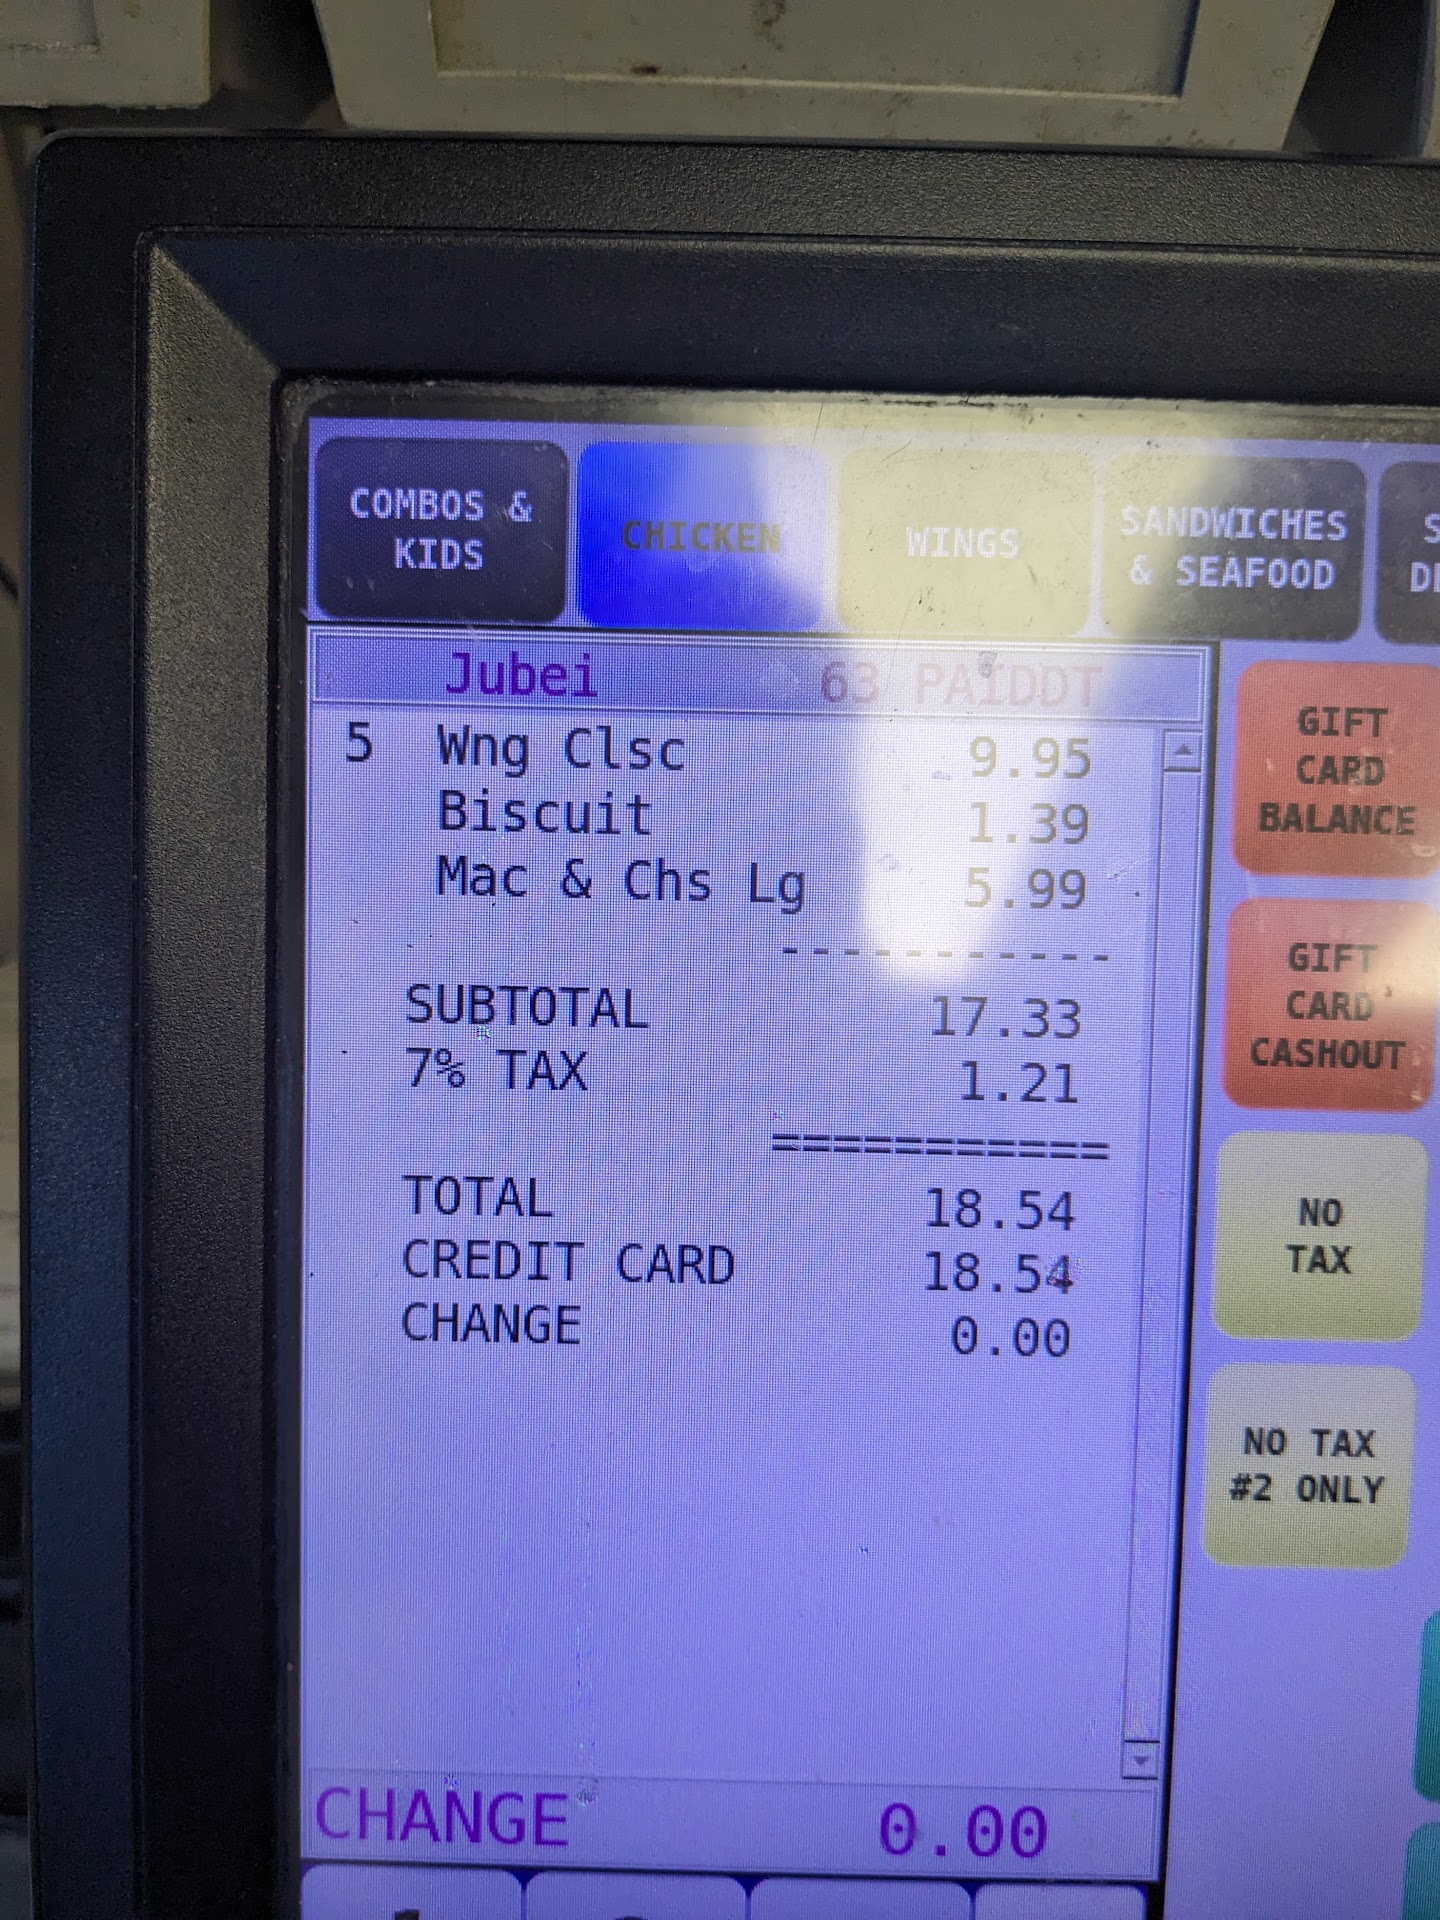 COMBOS &
KIDS
CHICKEN
WINGS
SANDWICHES
& SEAFOOD
Jubei 63 PAIDDT
5 Wng Clsc 9.95
Biscuit 1.39
Mac & Chs Lg 5.99
-----------
SUBTOTAL 17.33
7% TAX 1.21
===========
TOTAL 18.54
CREDIT CARD 18.54
CHANGE 0.00
CHANGE 0.00
GIFT
CARD
BALANCE
GIFT
CARD
CASHOUT
NO
TAX
NO TAX
#2 ONLY